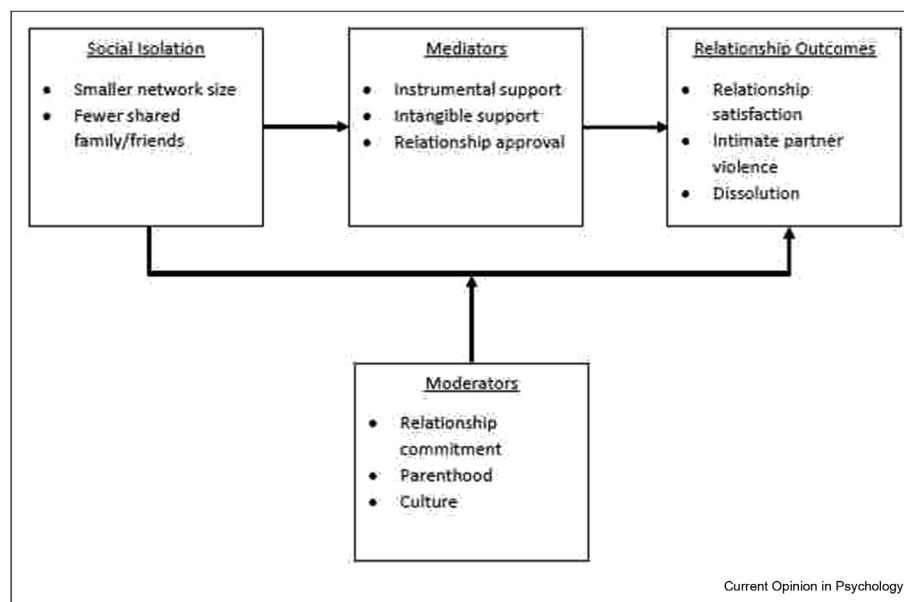 Social Isolation
● Smaller network size
● Fewer shared
family/friends
Mediators
● Instrumental support
● Intangible support
● Relationship approval
Relationship Outcomes
● Relationship
satisfaction
● Intimate partner
violence
● Dissolution
Moderators
● Relationship
commitment
● Parenthood
● Culture
Current Opinion in Psychology